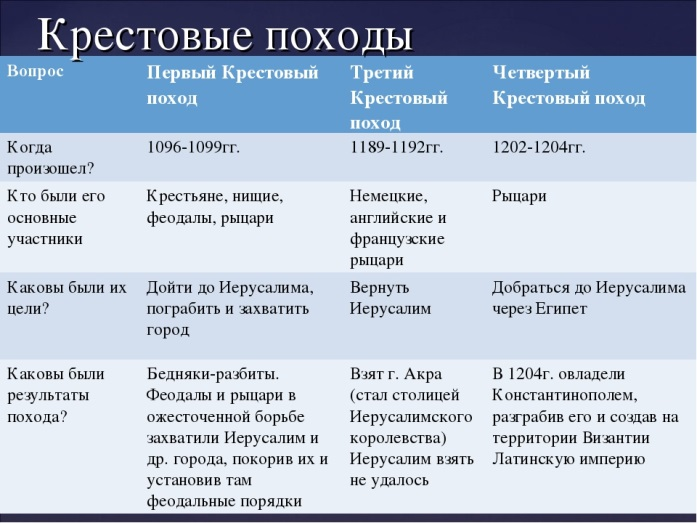 Крестовые походы
Вопрос
Первый Крестовый
поход
Третий
Крестовый
поход
Четвертый
Крестовый поход
Когда
произошел?
1096-1099гг.
1189-1192гг.
1202-1204гг.
Кто были его
основные
участники
Крестьяне, нищие,
феодалы, рыцари
Немецкие,
английские и
французские
рыцари
Рыцари
Каковы были их
цели?
Дойти до Иерусалима,
пограбить и захватить
город
Вернуть
Иерусалим
Добраться до Иерусалима
через Египет
Каковы были
результаты
похода?
Бедняки-разбиты.
Феодалы и рыцари в
ожесточенной борьбе
захватили Иерусалим и
др. города, покорив их и
установив там
феодальные порядки
Взят г. Акра
(стал столицей
Иерусалимского
королевства)
Иерусалим взять
не удалось
В 1204г. овладели
Константинополем,
разграбив его и создав на
территории Византии
Латинскую империю